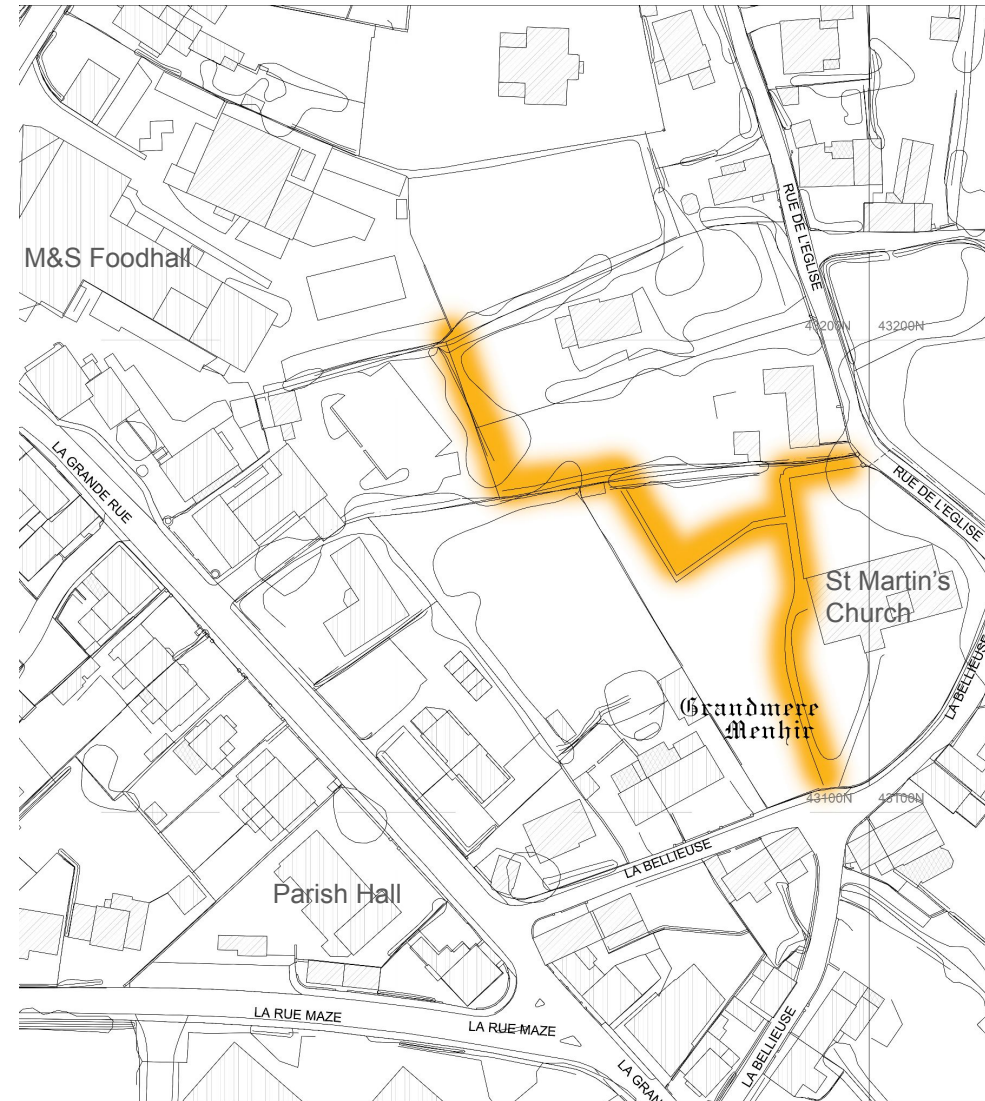 RUE DE L'EGLISE
M&S Foodhall
43200N
43200N
LA GRANDE RUE
RUE DE L'EGLISE
St Martin's
Church
LA BELLIEUSE
Grandmere
Menhir
43100N
43100N
LA BELLIEUSE
Parish Hall
LA RUE MAZE
LA RUE MAZE
LA BELLIEUSE
LA GRAN